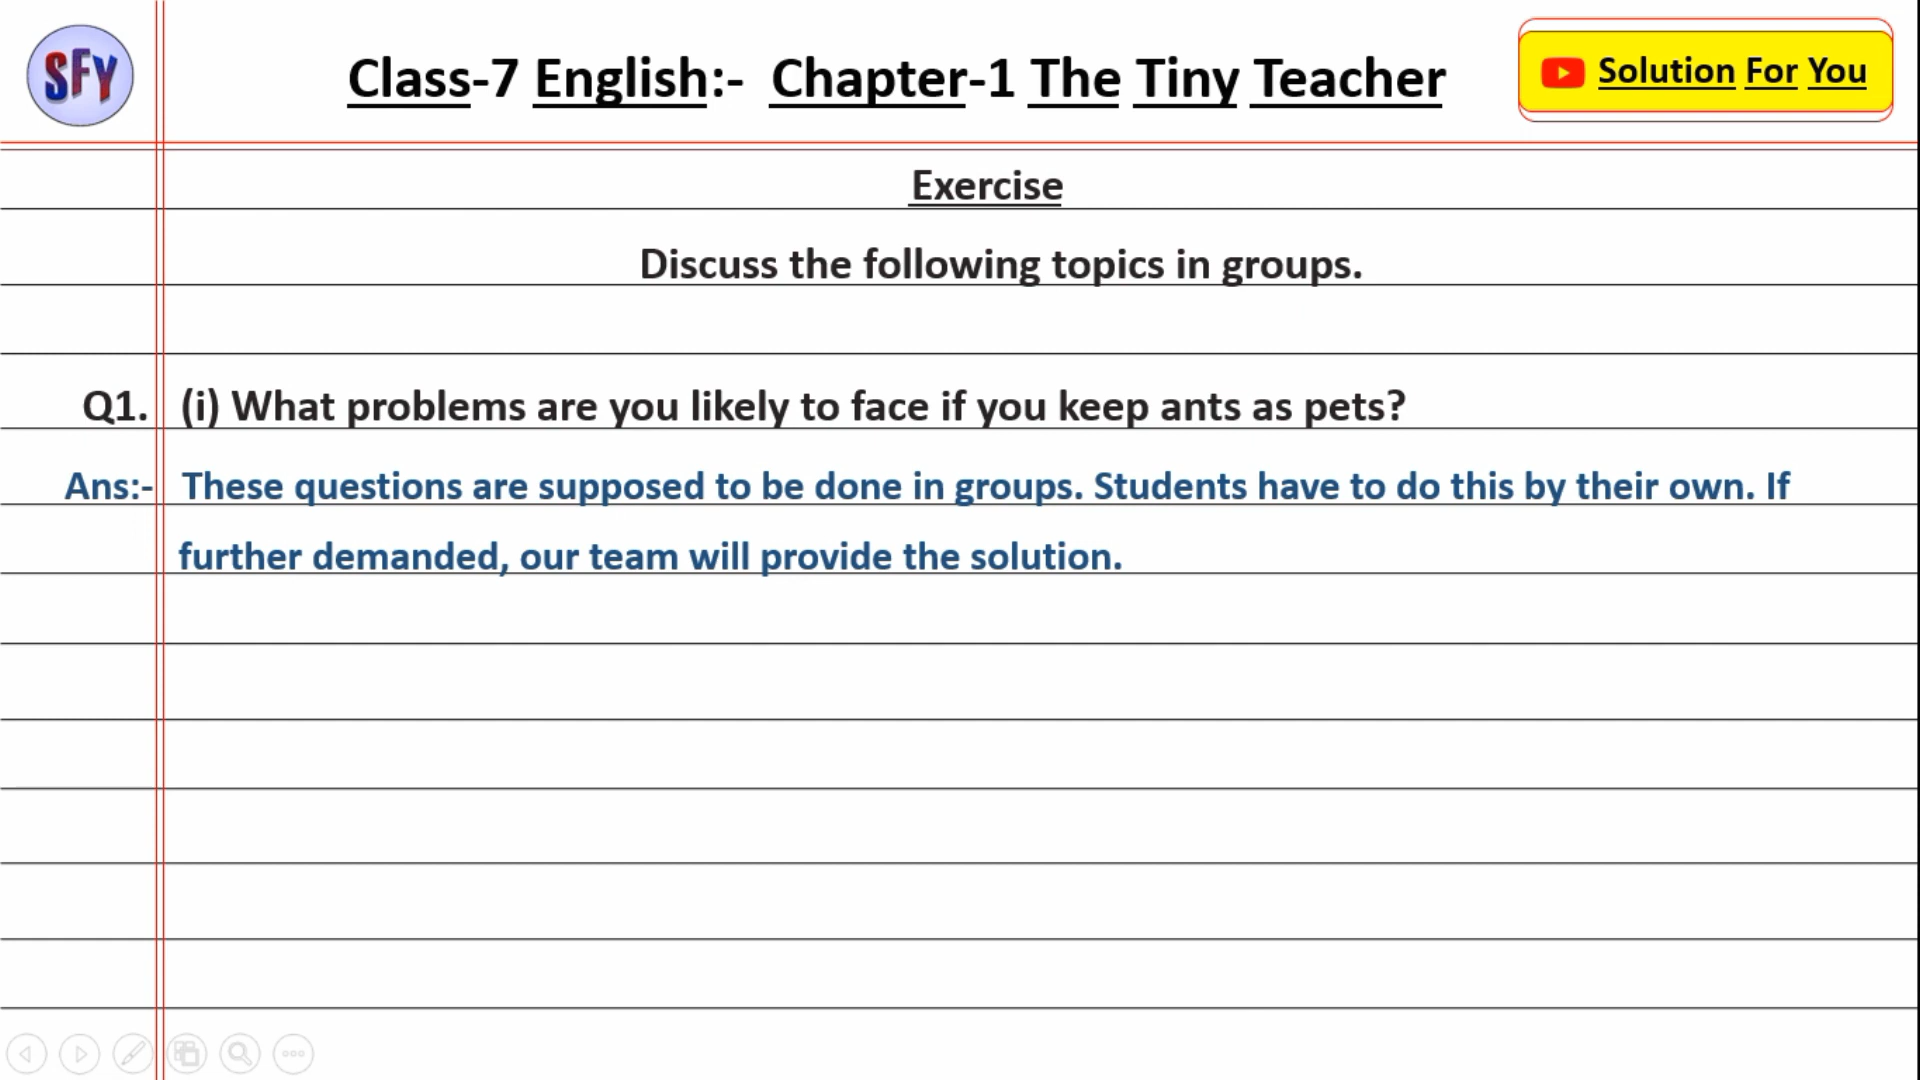 SFY
Class-7 English:- Chapter-1 The Tiny Teacher
Solution For You
Exercise
Discuss the following topics in groups.
Q1. (i) What problems are you likely to face if you keep ants as pets?
Ans:- These questions are supposed to be done in groups. Students have to do this by their own. If
further demanded, our team will provide the solution.